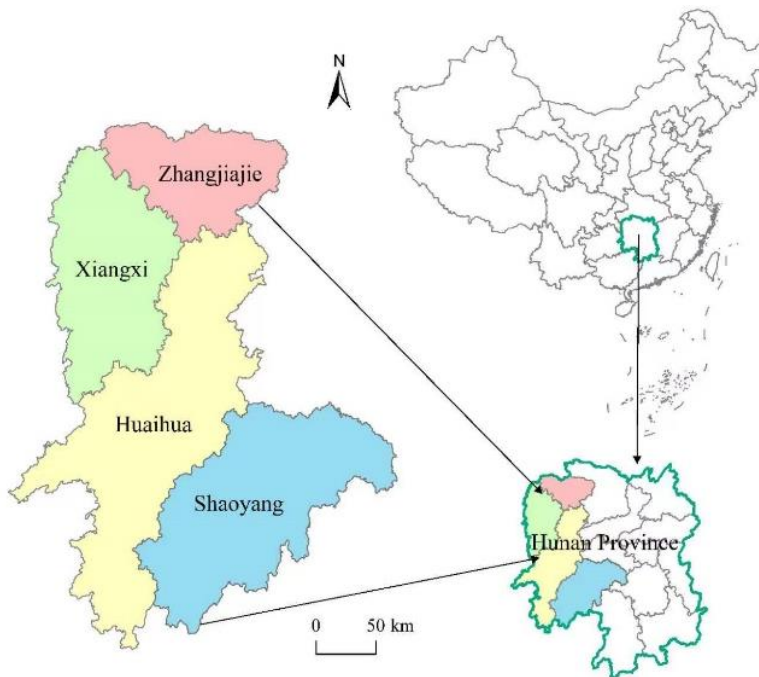 N
Zhangjiajie
Xiangxi
Huaihua
Shaoyang
Hunan Province
0 50 km